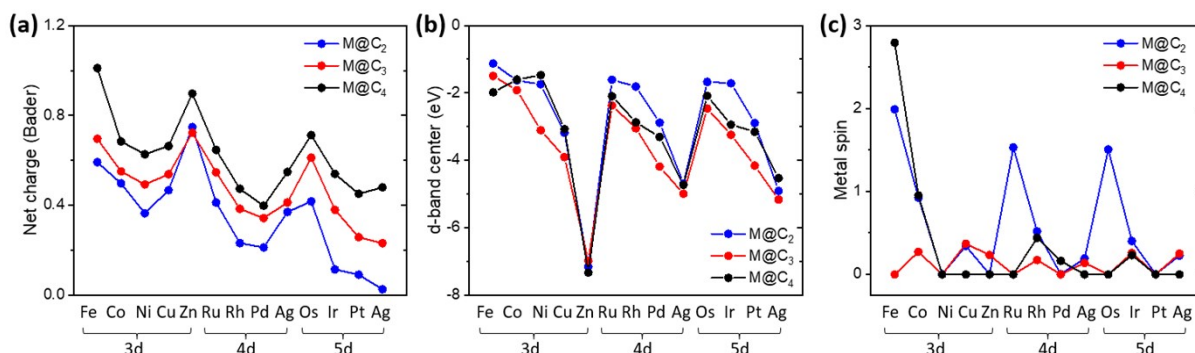 (a)
1.2
0.8
0.4
0.0
Net charge (Bader)
M@C₂
M@C₃
M@C₄
Fe Co Ni Cu Zn Ru Rh Pd Ag Os Ir Pt Ag
3d 4d 5d
(b)
-0
-2
-4
-6
-8
d-band center (eV)
M@C₂
M@C₃
M@C₄
Fe Co Ni Cu Zn Ru Rh Pd Ag Os Ir Pt Ag
3d 4d 5d
(c)
3
2
1
0
Metal spin
M@C₂
M@C₃
M@C₄
Fe Co Ni Cu Zn Ru Rh Pd Ag Os Ir Pt Ag
3d 4d 5d